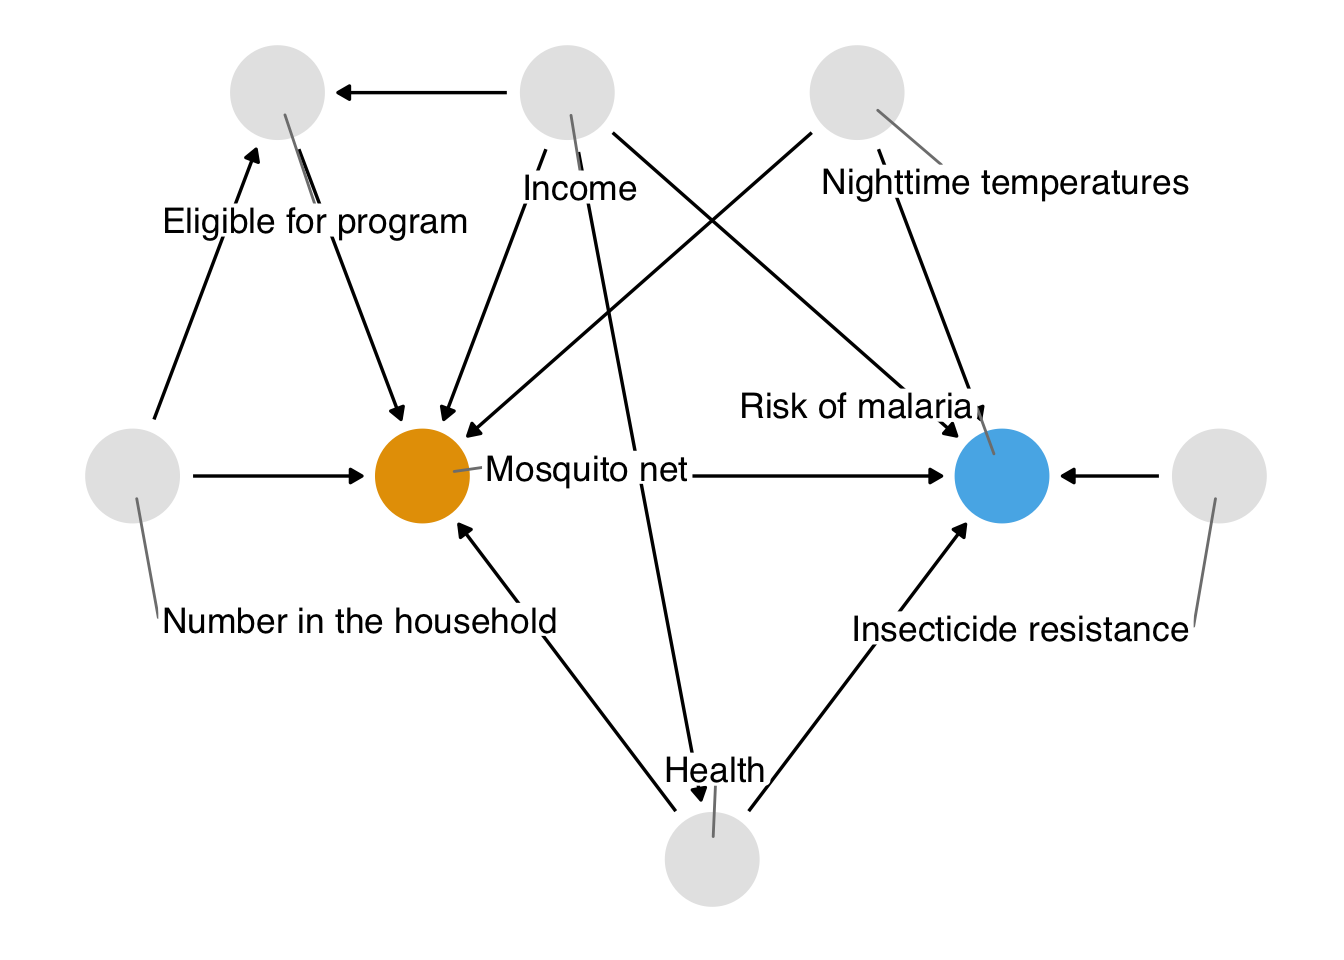 Income
Nighttime temperatures
Eligible for program
Risk of malaria
Mosquito net
Number in the household
Insecticide resistance
Health